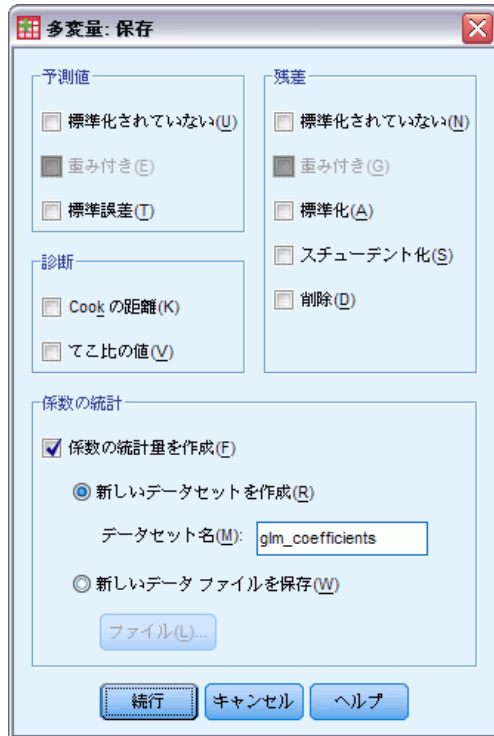 多変量: 保存
予測値
標準化されていない(U)
重み付き(E)
標準誤差(T)
診断
Cook の距離(K)
てこ比の値(V)
残差
標準化されていない(N)
重み付き(G)
標準化(A)
スチューデント化(S)
削除(D)
係数の統計
係数の統計量を作成(F)
新しいデータセットを作成(R)
データセット名(M): glm_coefficients
新しいデータ ファイルを保存(W)
ファイル(L)...
続行 キャンセル ヘルプ